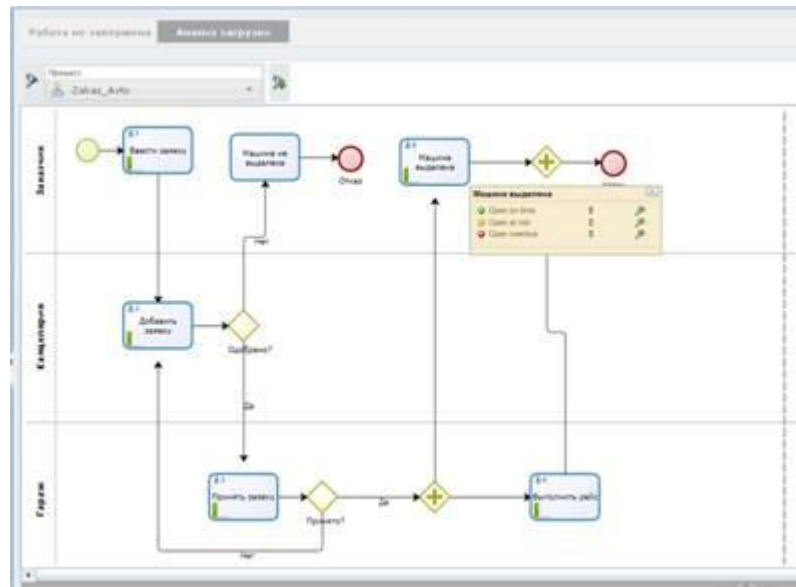 Работа не завершена Анализ загрузки
Процесс
Zakaz_Avto
Заказчик
Ввести заявку
Машина не выделена
Отказ
Машина выделена
Машина выделена
Open on time
Open at risk
Open overdue
Нет
Канцелярия
Добавить заявку
Одобрено?
Да
Гараж
Принять заявку
Принято?
Да
Выполнить рейс
Нет